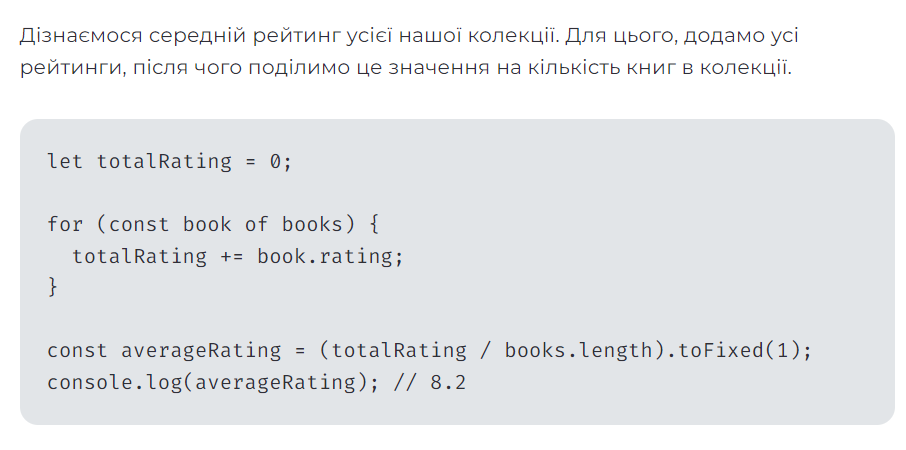 Дізнаємося середній рейтинг усієї нашої колекції. Для цього, додамо усі
рейтинги, після чого поділимо це значення на кількість книг в колекції.
let totalRating = 0;
for (const book of books) {
  totalRating += book.rating;
}
const averageRating = (totalRating / books.length).toFixed(1);
console.log(averageRating); // 8.2